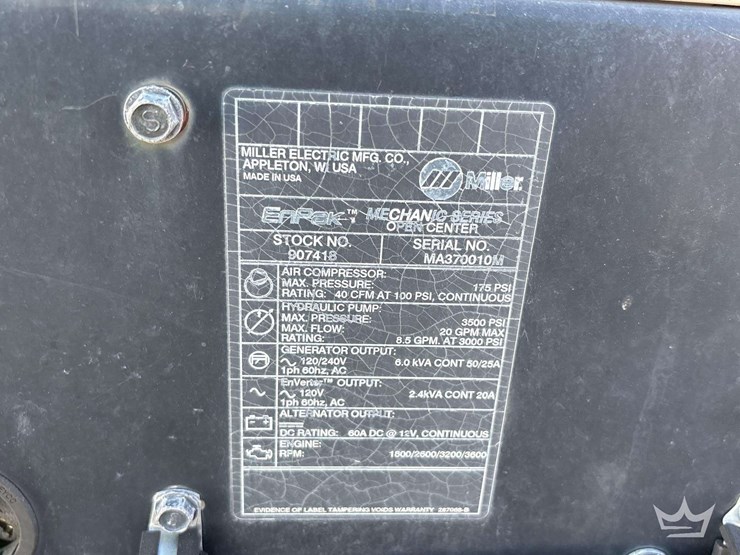 S
MILLER ELECTRIC MFG. CO.,
APPLETON, WI, USA
MADE IN USA
Miller
EnPak™ MECHANIC SERIES
OPEN CENTER
STOCK NO. SERIAL NO.
907418 MA370010M
AIR COMPRESSOR:
MAX. PRESSURE: 175 PSI
RATING: 40 CFM AT 100 PSI, CONTINUOUS
HYDRAULIC PUMP:
MAX. PRESSURE: 3500 PSI
MAX. FLOW: 20 GPM MAX
RATING: 8.5 GPM. AT 3000 PSI
GENERATOR OUTPUT:
120/240V 6.0 kVA CONT 50/25A
1ph 60hz, AC
EnVerter™ OUTPUT:
120V 2.4kVA CONT 20A
1ph 60hz, AC
ALTERNATOR OUTPUT:
DC RATING: 60A DC @ 12V, CONTINUOUS
ENGINE:
RPM: 1800/2600/3200/3600
EVIDENCE OF LABEL TAMPERING VOIDS WARRANTY